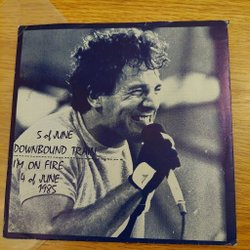 5 of JUNE
DOWNBOUND TRAIN
I'M ON FIRE
4 of JUNE
1985